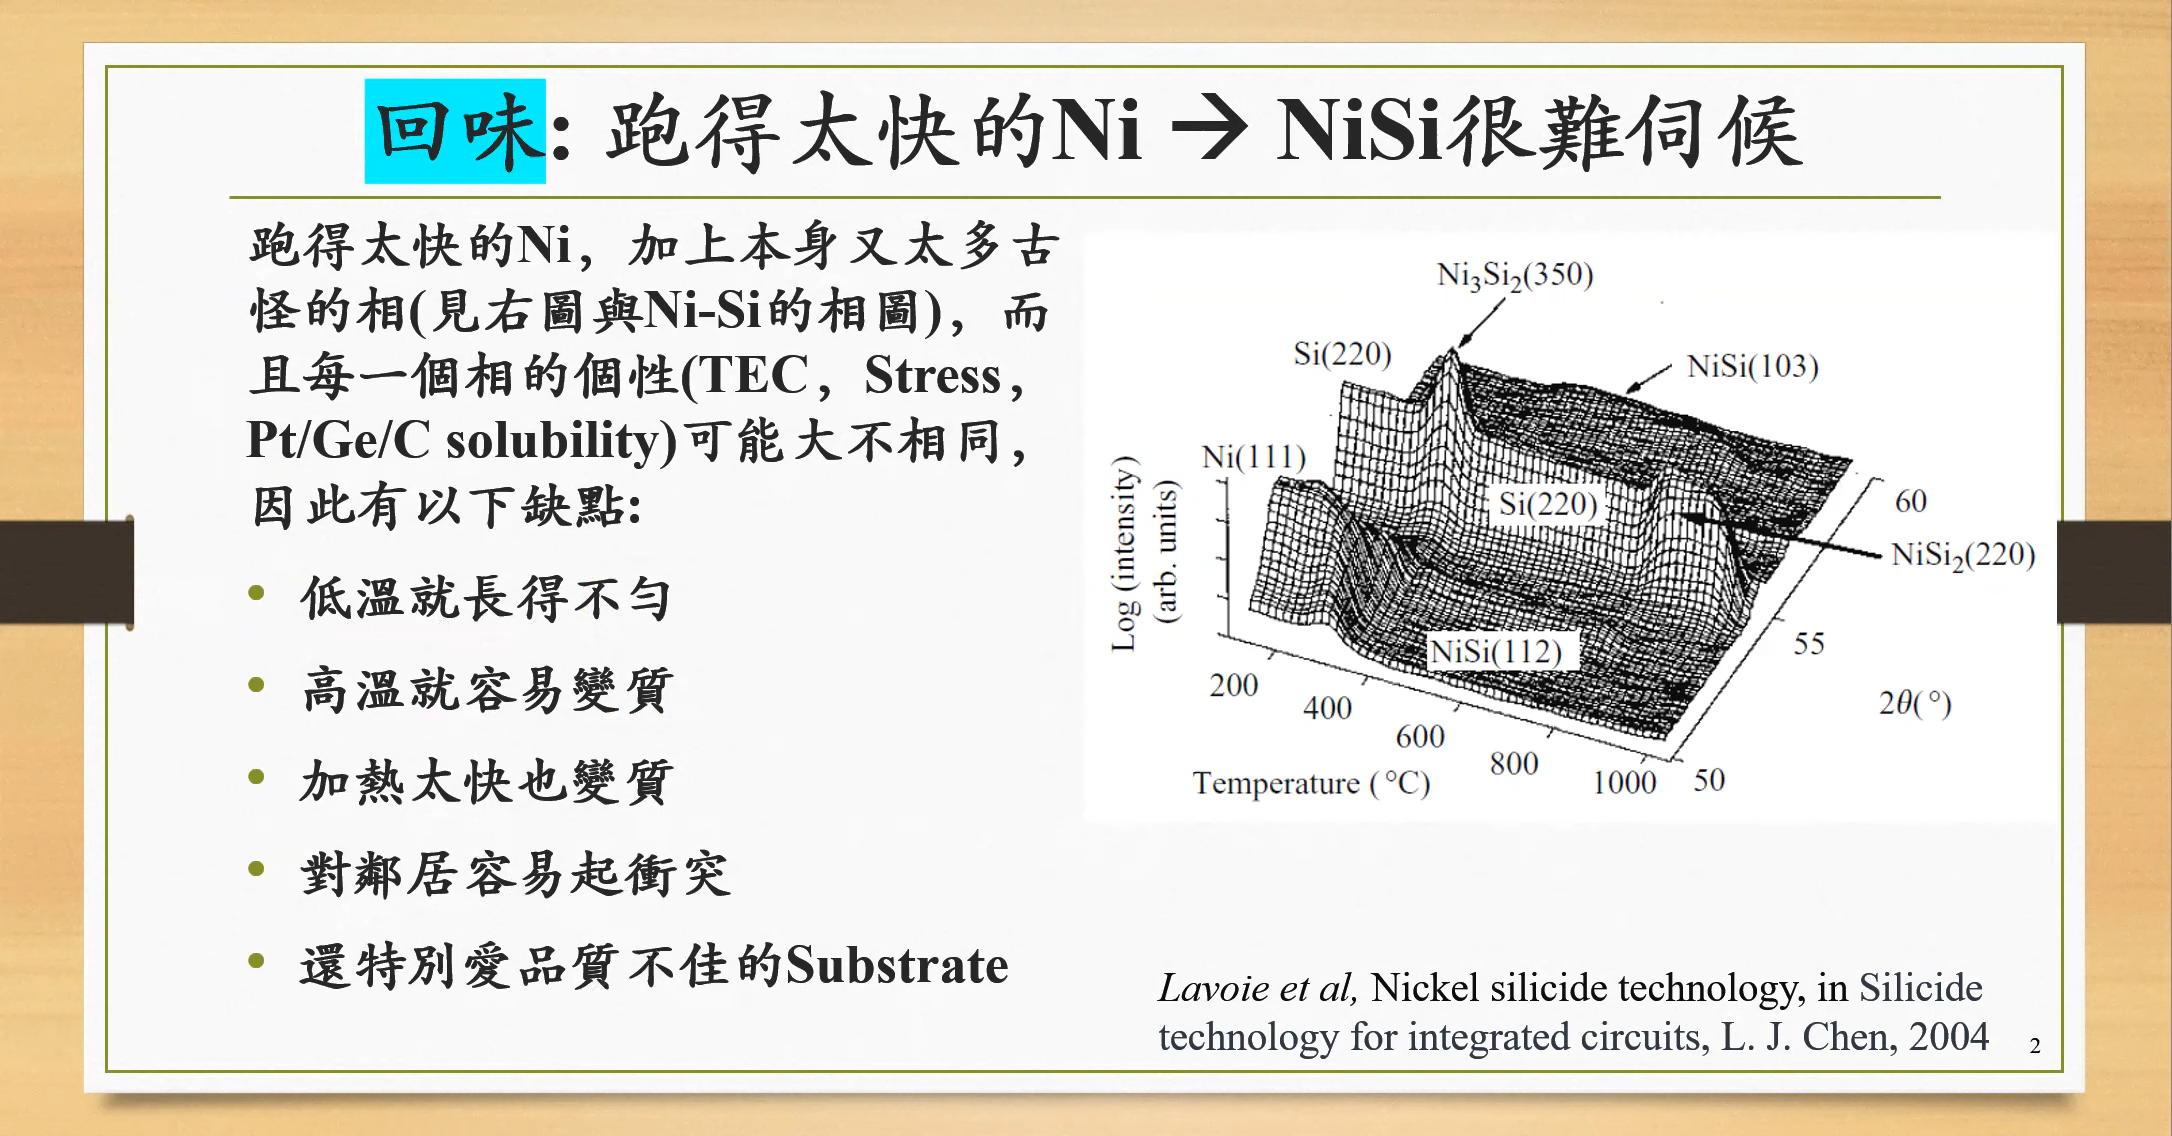 回味: 跑得太快的Ni → NiSi很難伺候
跑得太快的Ni，加上本身又太多古
怪的相(見右圖與Ni-Si的相圖)，而
且每一個相的個性(TEC，Stress，
Pt/Ge/C solubility)可能大不相同，
因此有以下缺點:
• 低溫就長得不勻
• 高溫就容易變質
• 加熱太快也變質
• 對鄰居容易起衝突
• 還特別愛品質不佳的Substrate
Ni₃Si₂(350)
Si(220)
NiSi(103)
Ni(111)
Si(220)
NiSi₂(220)
NiSi(112)
Log (intensity)
(arb. units)
200
400
600
800
1000
Temperature (°C)
50
55
60
2θ(°)
Lavoie et al, Nickel silicide technology, in Silicide
technology for integrated circuits, L. J. Chen, 2004
2